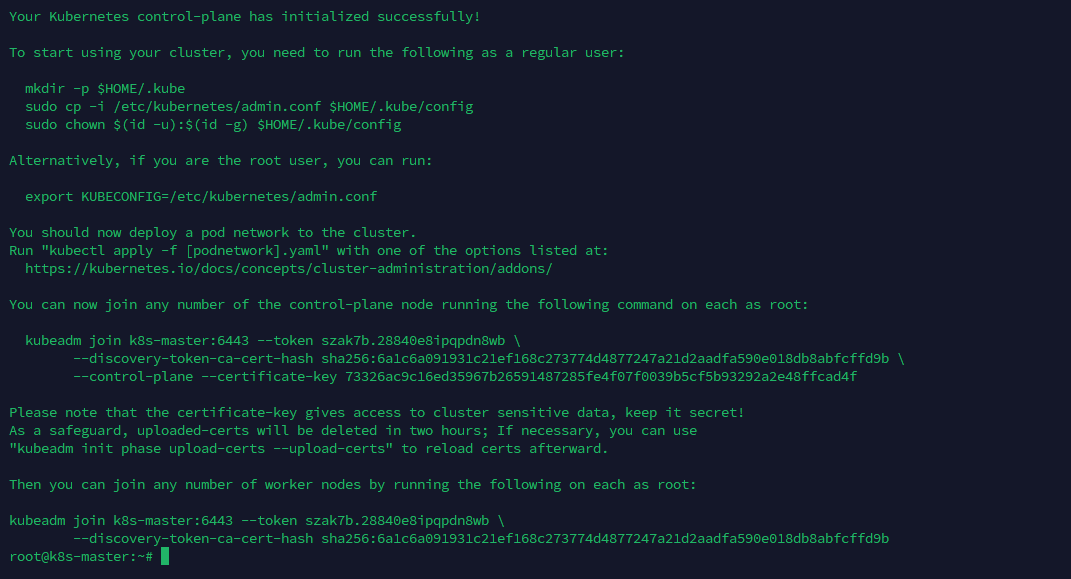 Your Kubernetes control-plane has initialized successfully!
To start using your cluster, you need to run the following as a regular user:
mkdir -p $HOME/.kube
sudo cp -i /etc/kubernetes/admin.conf $HOME/.kube/config
sudo chown $(id -u):$(id -g) $HOME/.kube/config
Alternatively, if you are the root user, you can run:
export KUBECONFIG=/etc/kubernetes/admin.conf
You should now deploy a pod network to the cluster.
Run "kubectl apply -f [podnetwork].yaml" with one of the options listed at:
https://kubernetes.io/docs/concepts/cluster-administration/addons/
You can now join any number of the control-plane node running the following command on each as root:
kubeadm join k8s-master:6443 --token szak7b.28840e8ipqpdn8wb \
--discovery-token-ca-cert-hash sha256:6a1c6a091931c21ef168c273774d4877247a21d2aadfa590e018db8abfcffd9b \
--control-plane --certificate-key 73326ac9c16ed35967b26591487285fe4f07f0039b5cf5b93292a2e48ffcad4f
Please note that the certificate-key gives access to cluster sensitive data, keep it secret!
As a safeguard, uploaded-certs will be deleted in two hours; If necessary, you can use
"kubeadm init phase upload-certs --upload-certs" to reload certs afterward.
Then you can join any number of worker nodes by running the following on each as root:
kubeadm join k8s-master:6443 --token szak7b.28840e8ipqpdn8wb \
--discovery-token-ca-cert-hash sha256:6a1c6a091931c21ef168c273774d4877247a21d2aadfa590e018db8abfcffd9b
root@k8s-master:~#